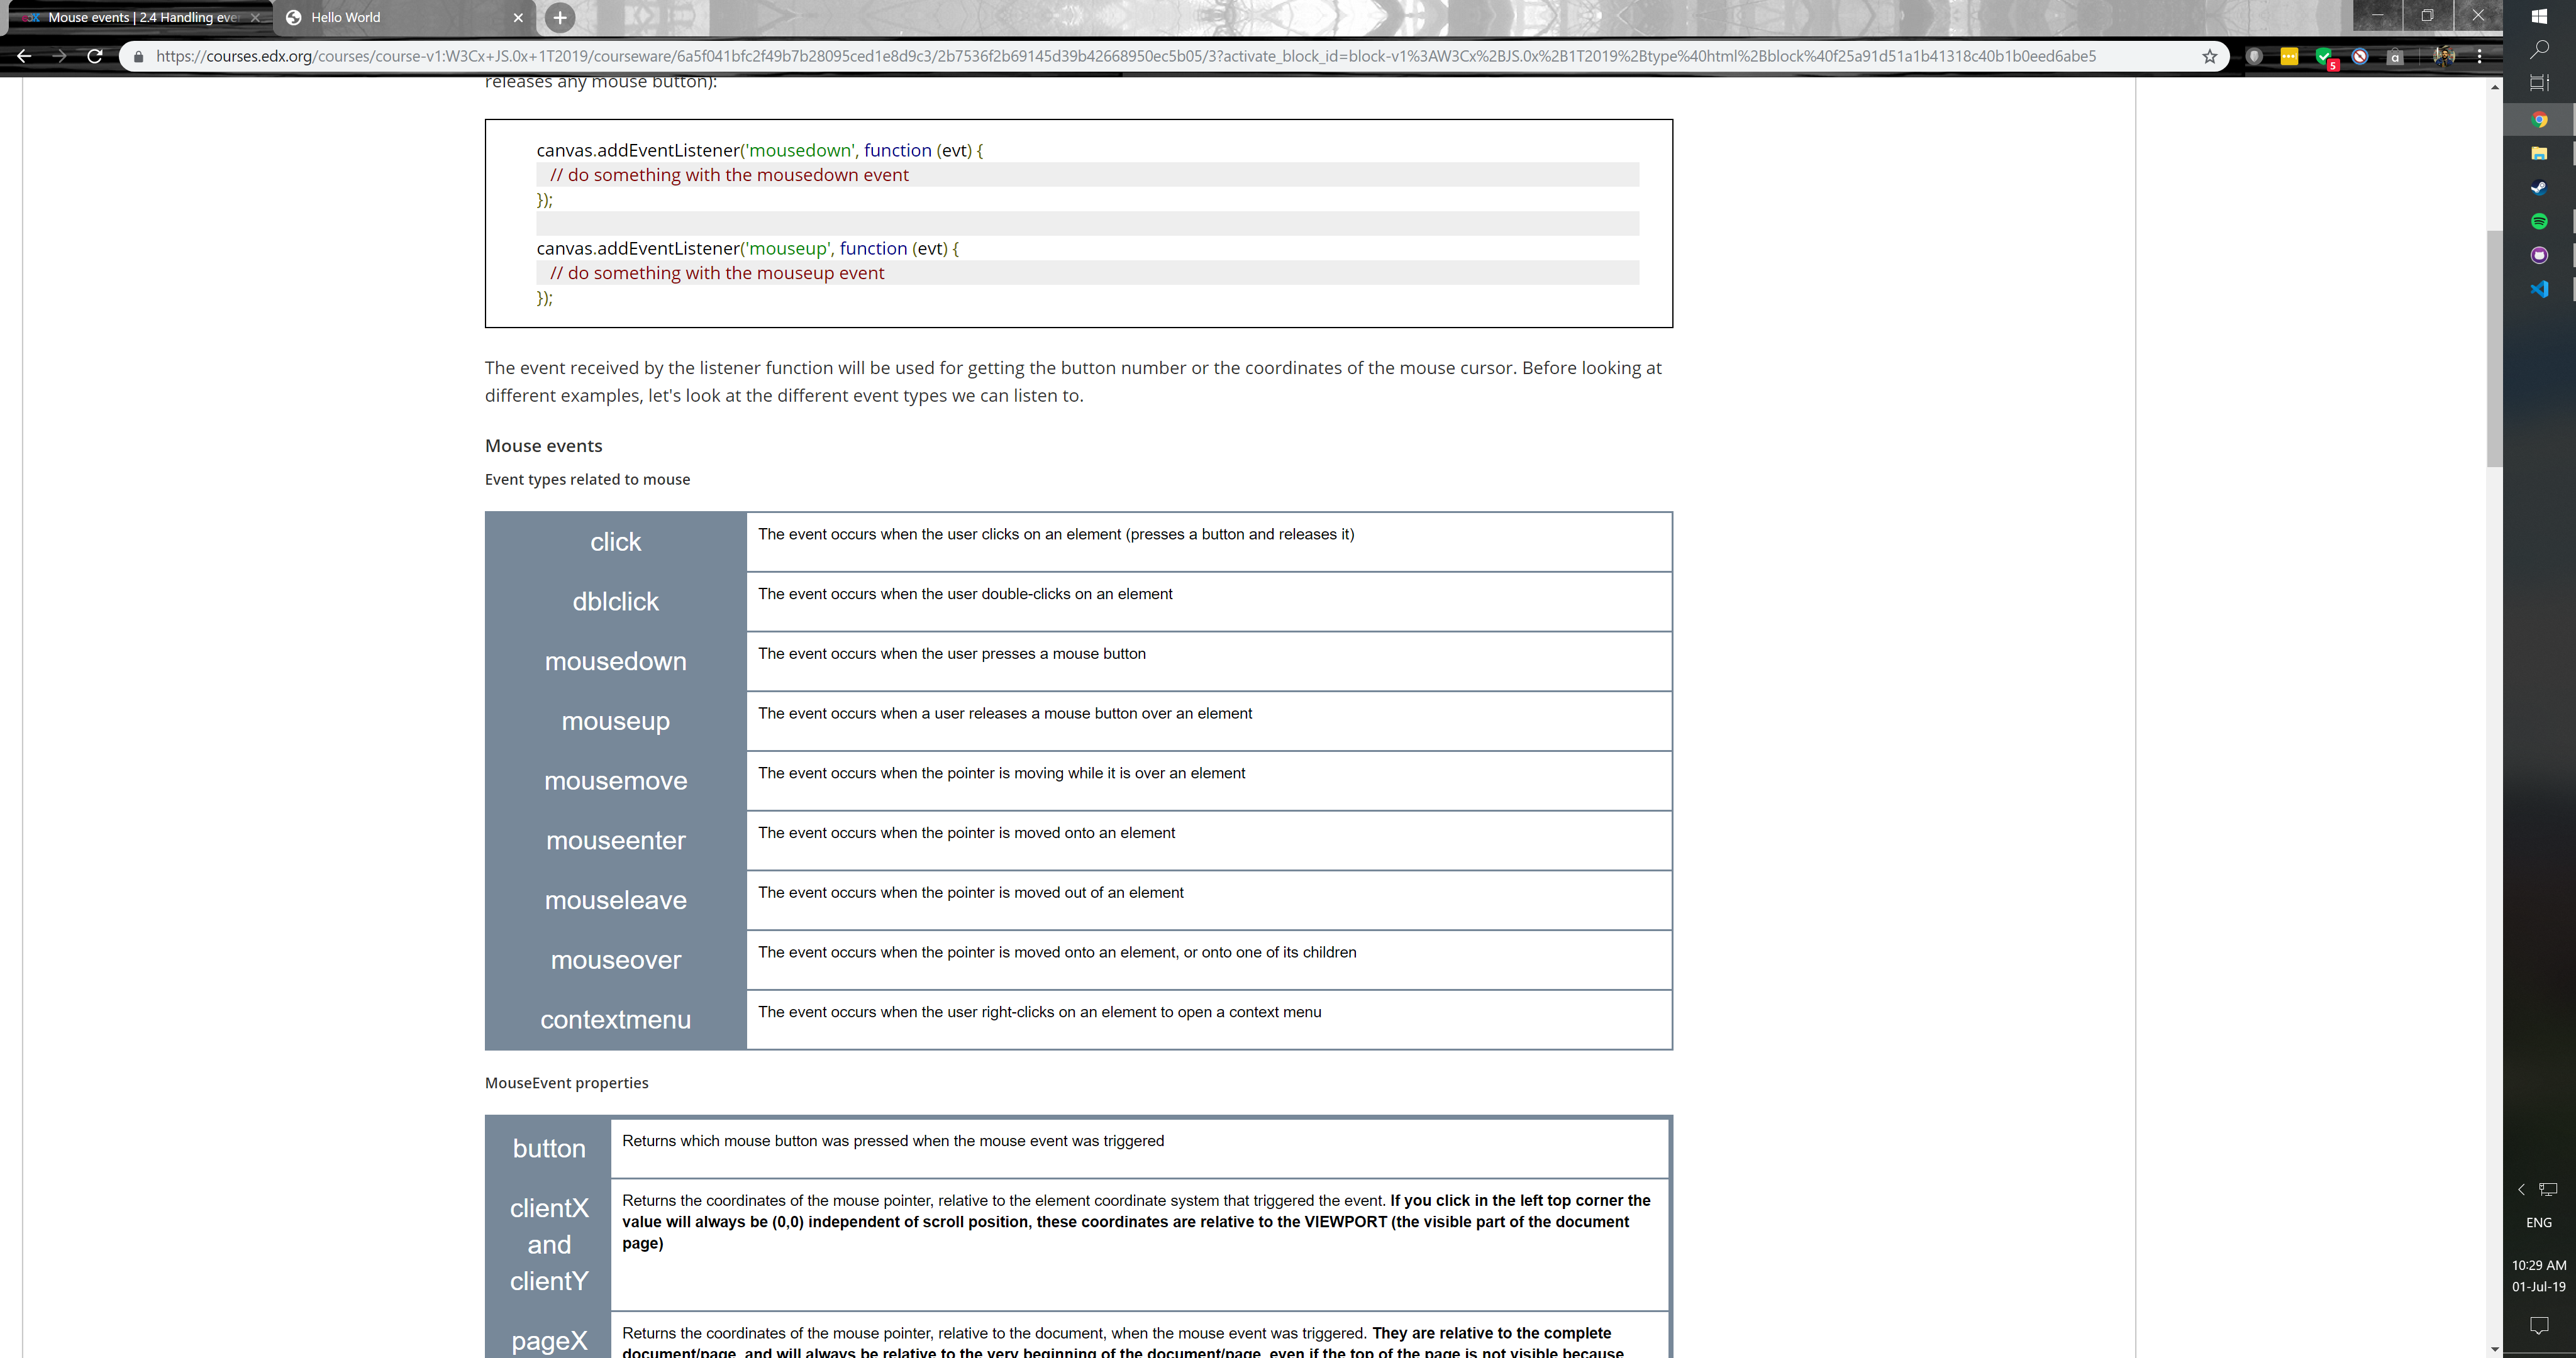 Mouse events | 2.4 Handling eve
Hello World
https://courses.edx.org/courses/course-v1:W3Cx+JS.0x+1T2019/courseware/6a5f041bfc2f49b7b28095ced1e8d9c3/2b7536f2b69145d39b42668950ec5b05/3?activate_block_id=block-v1%3AW3Cx%2BJS.0x%2B1T2019%2Btype%40html%2Bblock%40f25a91d51a1b41318c40b1b0eed6abe5
5
a
releases any mouse button):
canvas.addEventListener('mousedown', function (evt) {
// do something with the mousedown event
});
canvas.addEventListener('mouseup', function (evt) {
// do something with the mouseup event
});
The event received by the listener function will be used for getting the button number or the coordinates of the mouse cursor. Before looking at
different examples, let's look at the different event types we can listen to.
Mouse events
Event types related to mouse
click
The event occurs when the user clicks on an element (presses a button and releases it)
dblclick
The event occurs when the user double-clicks on an element
mousedown
The event occurs when the user presses a mouse button
mouseup
The event occurs when a user releases a mouse button over an element
mousemove
The event occurs when the pointer is moving while it is over an element
mouseenter
The event occurs when the pointer is moved onto an element
mouseleave
The event occurs when the pointer is moved out of an element
mouseover
The event occurs when the pointer is moved onto an element, or onto one of its children
contextmenu
The event occurs when the user right-clicks on an element to open a context menu
MouseEvent properties
button
Returns which mouse button was pressed when the mouse event was triggered
clientX
and
clientY
Returns the coordinates of the mouse pointer, relative to the element coordinate system that triggered the event. If you click in the left top corner the
value will always be (0,0) independent of scroll position, these coordinates are relative to the VIEWPORT (the visible part of the document
page)
pageX
Returns the coordinates of the mouse pointer, relative to the document, when the mouse event was triggered. They are relative to the complete
document/page, and will always be relative to the very beginning of the document/page, even if the top of the page is not visible because
ENG
10:29 AM
01-Jul-19